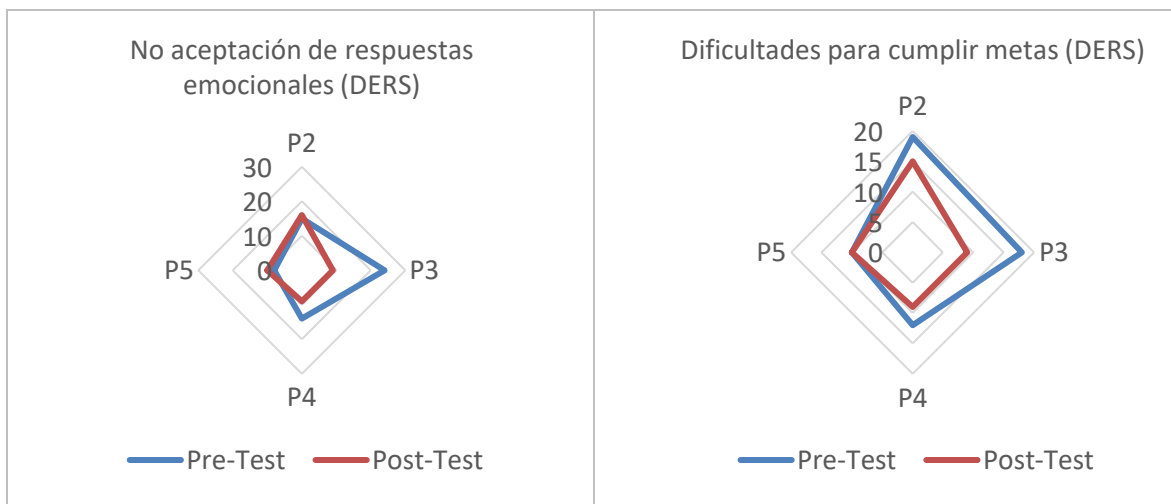 No aceptación de respuestas
emocionales (DERS)
P2
30
20
10
0
P5
P3
P4
Pre-Test
Post-Test
Dificultades para cumplir metas (DERS)
P2
20
15
10
5
0
P5
P3
P4
Pre-Test
Post-Test